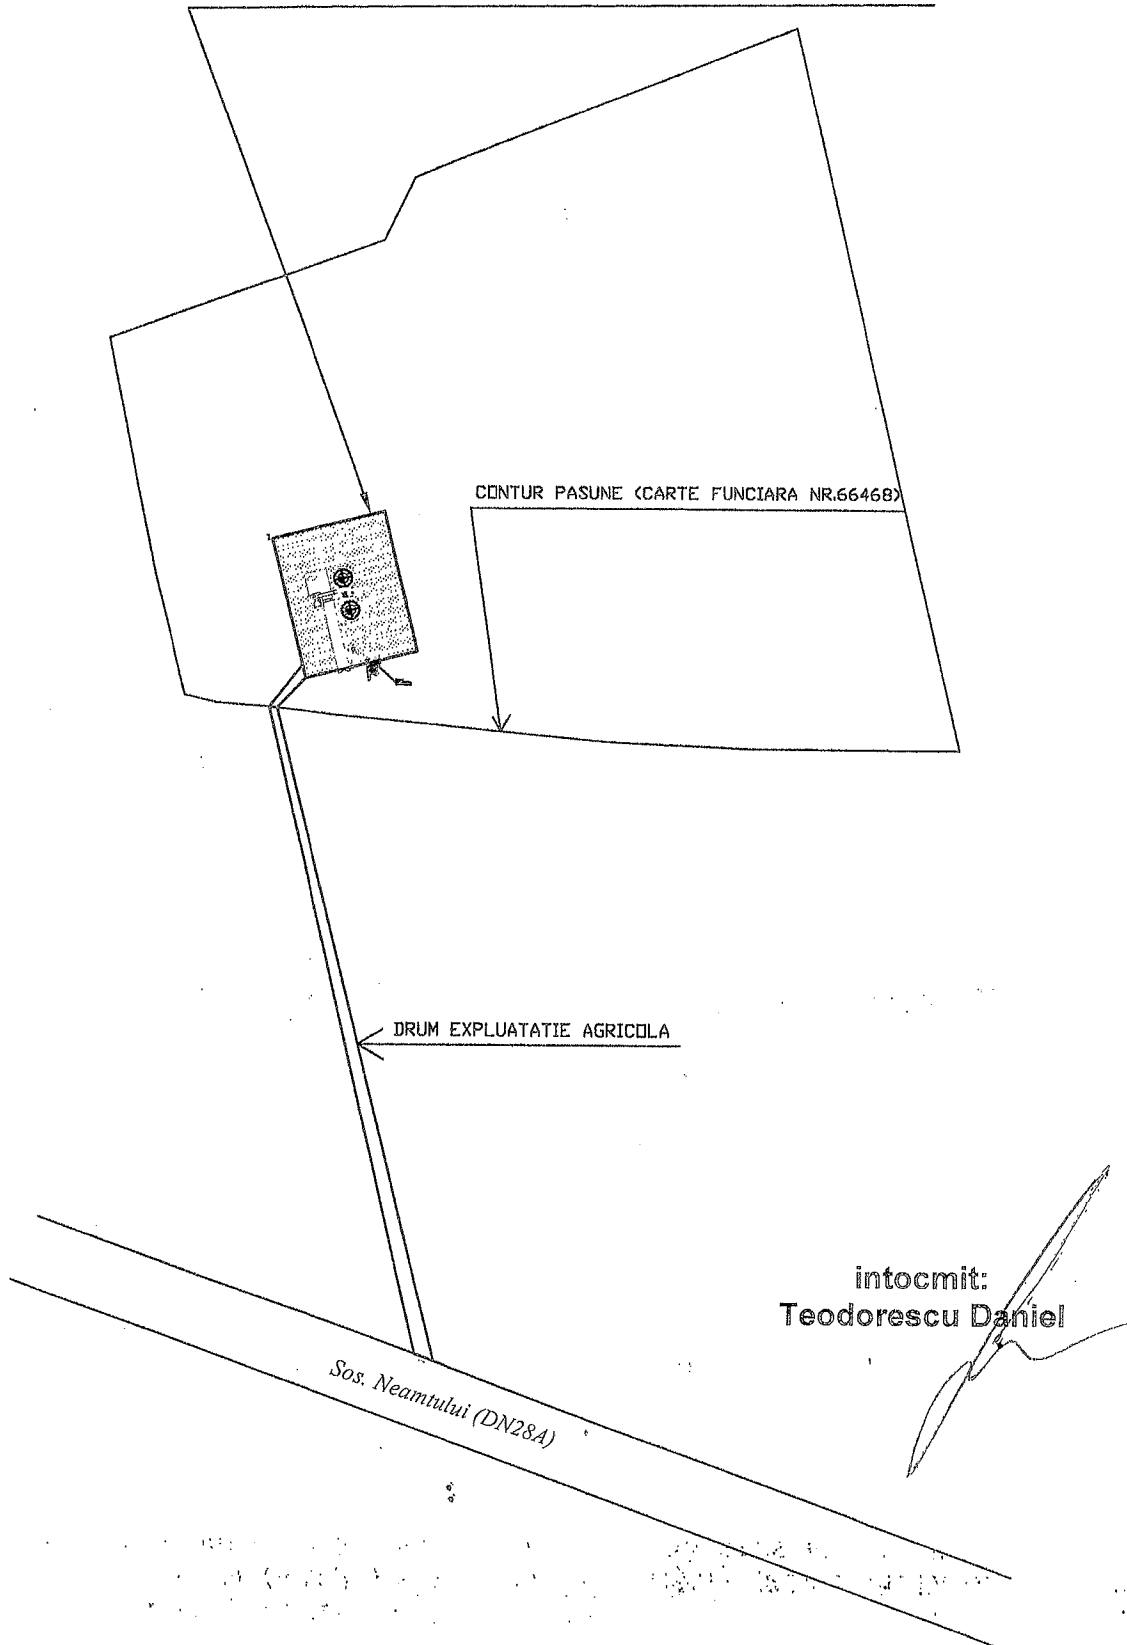 CONTUR PASUNE (CARTE FUNCIARA NR.66468)
DRUM EXPLUATATIE AGRICOLA
intocmit:
Teodorescu Daniel
Sos. Neamtului (DN28A)